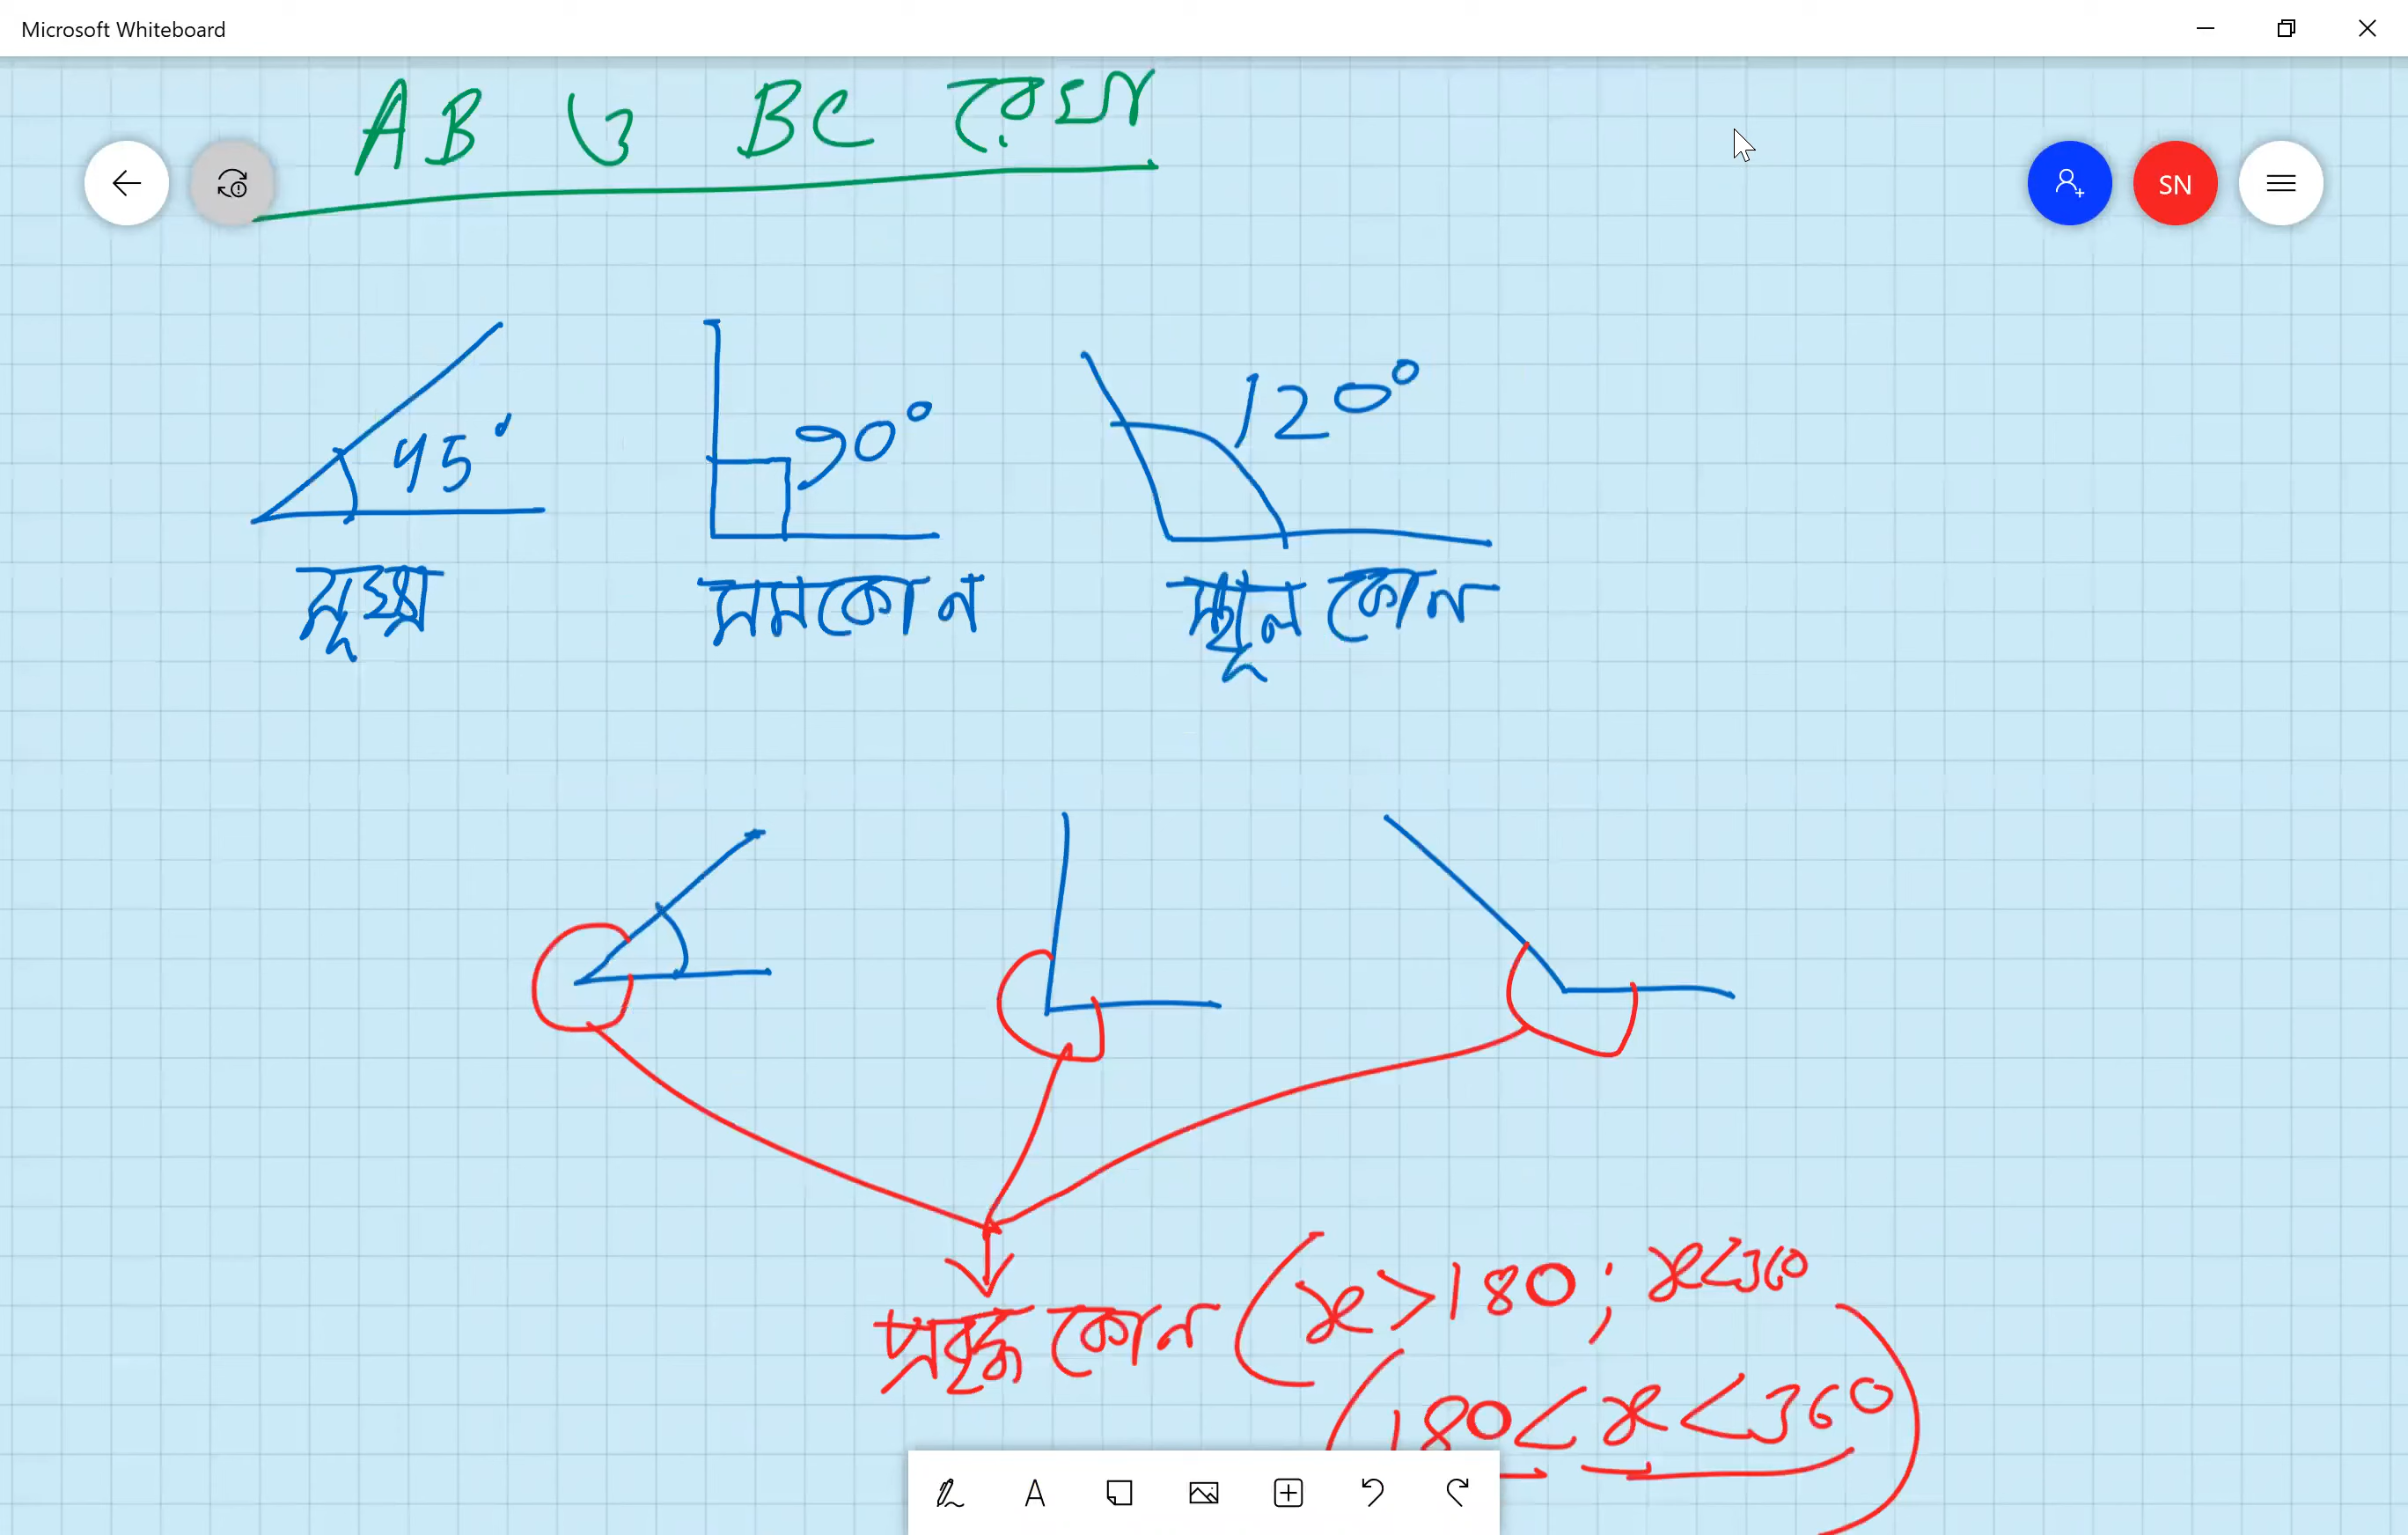 Microsoft Whiteboard
AB ও BC রেখা
SN
45° 90° 120°
সূক্ষ্ম সমকোন স্থুল কোন
প্রবৃদ্ধ কোন (x>180; x<360
(180<x<360)